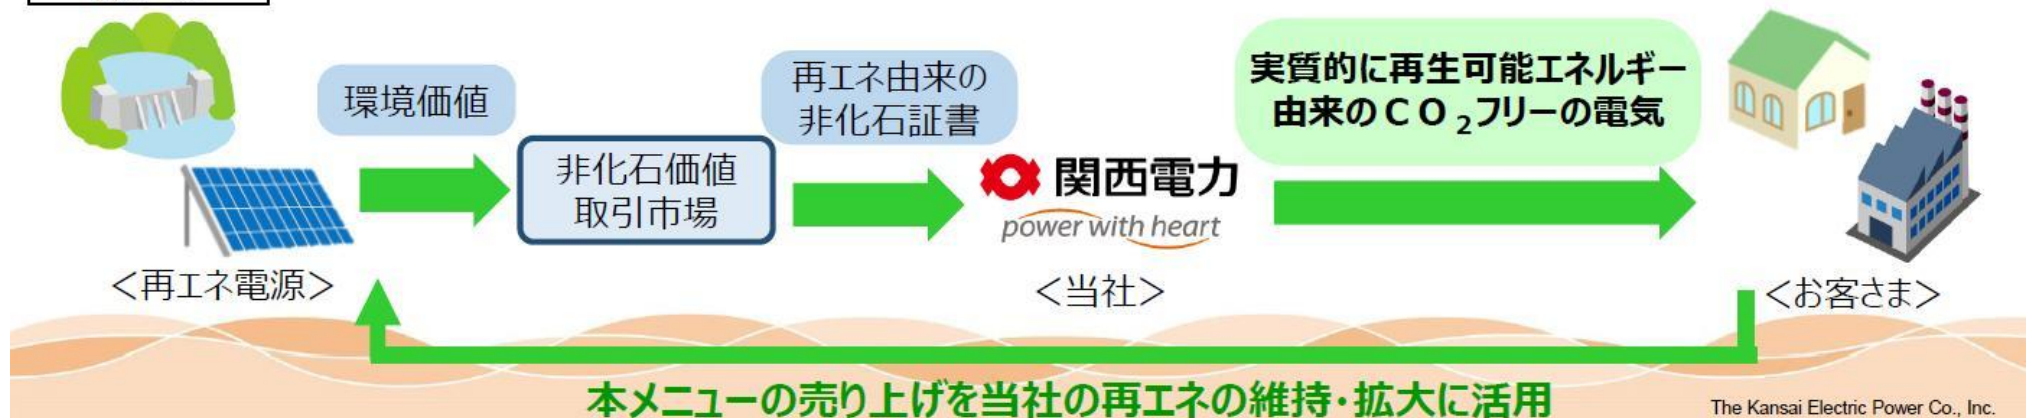 環境価値
再エネ由来の
非化石証書
実質的に再生可能エネルギー
由来のＣＯ₂フリーの電気
非化石価値
取引市場
関西電力
power with heart
＜再エネ電源＞
＜当社＞
＜お客さま＞
本メニューの売り上げを当社の再エネの維持・拡大に活用
The Kansai Electric Power Co., Inc.